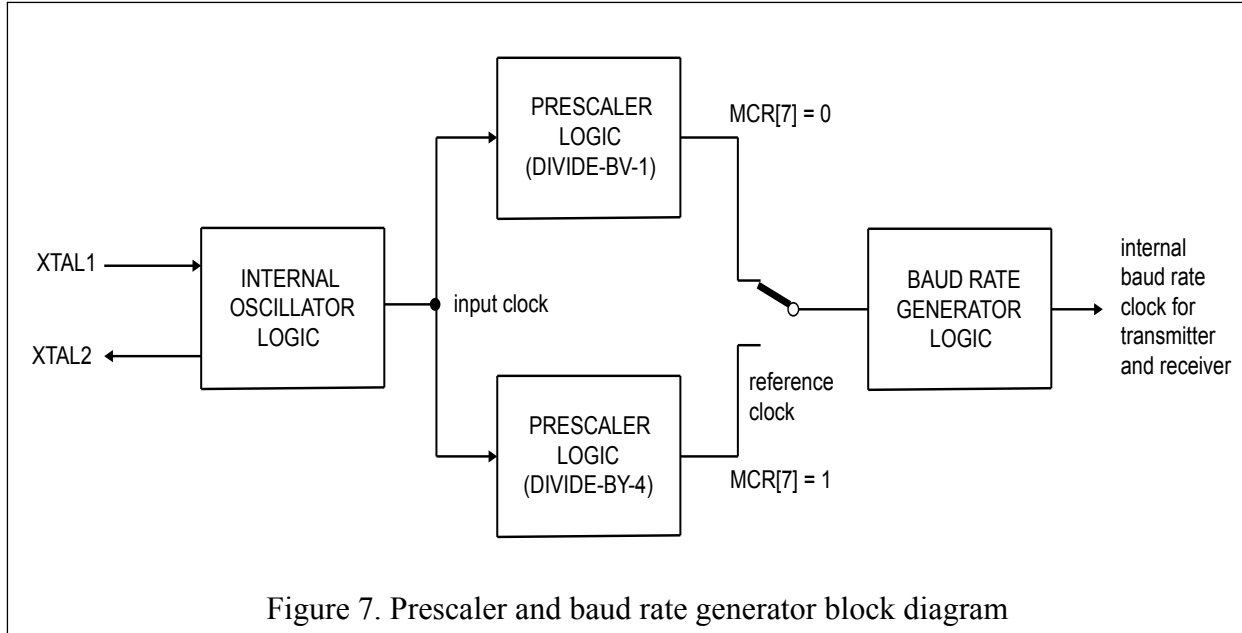 PRESCALER
LOGIC
(DIVIDE-BV-1)
MCR[7] = 0
XTAL1
XTAL2
INTERNAL
OSCILLATOR
LOGIC
input clock
BAUD RATE
GENERATOR
LOGIC
internal
baud rate
clock for
transmitter
and receiver
reference
clock
PRESCALER
LOGIC
(DIVIDE-BY-4)
MCR[7] = 1
Figure 7. Prescaler and baud rate generator block diagram